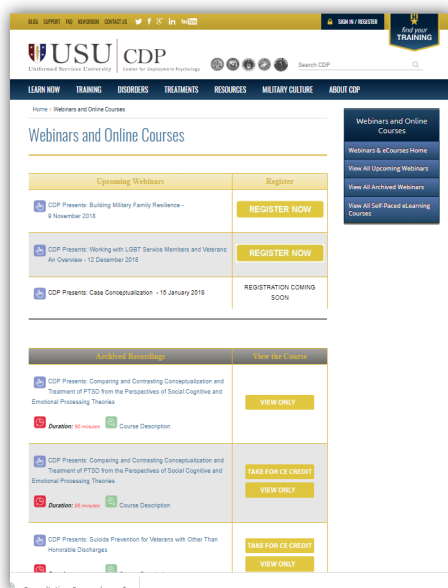 BLOG SUPPORT FAQ NEWSROOM CONTACT US
SIGN IN / REGISTER
find your
TRAINING
USU CDP
Uniformed Services University Center for Deployment Psychology
Search CDP
LEARN NOW TRAINING DISORDERS TREATMENTS RESOURCES MILITARY CULTURE ABOUT CDP
Home › Webinars and Online Courses
Webinars and Online Courses
Webinars and Online
Courses
Webinars & eCourses Home
View All Upcoming Webinars
View All Archived Webinars
View All Self-Paced eLearning
Courses
Upcoming Webinars Register
CDP Presents: Building Military Family Resilience -
9 November 2018
REGISTER NOW
CDP Presents: Working with LGBT Service Members and Veterans:
An Overview - 12 December 2018
REGISTER NOW
CDP Presents: Case Conceptualization - 15 January 2019
REGISTRATION COMING
SOON
Archived Recordings View the Course
CDP Presents: Comparing and Contrasting Conceptualization and
Treatment of PTSD from the Perspectives of Social Cognitive and
Emotional Processing Theories
VIEW ONLY
Duration: 90 minutes Course Description
CDP Presents: Comparing and Contrasting Conceptualization and
Treatment of PTSD from the Perspectives of Social Cognitive and
Emotional Processing Theories
TAKE FOR CE CREDIT
VIEW ONLY
Duration: minutes Course Description
CDP Presents: Suicide Prevention for Veterans with Other Than
Honorable Discharges
TAKE FOR CE CREDIT
VIEW ONLY